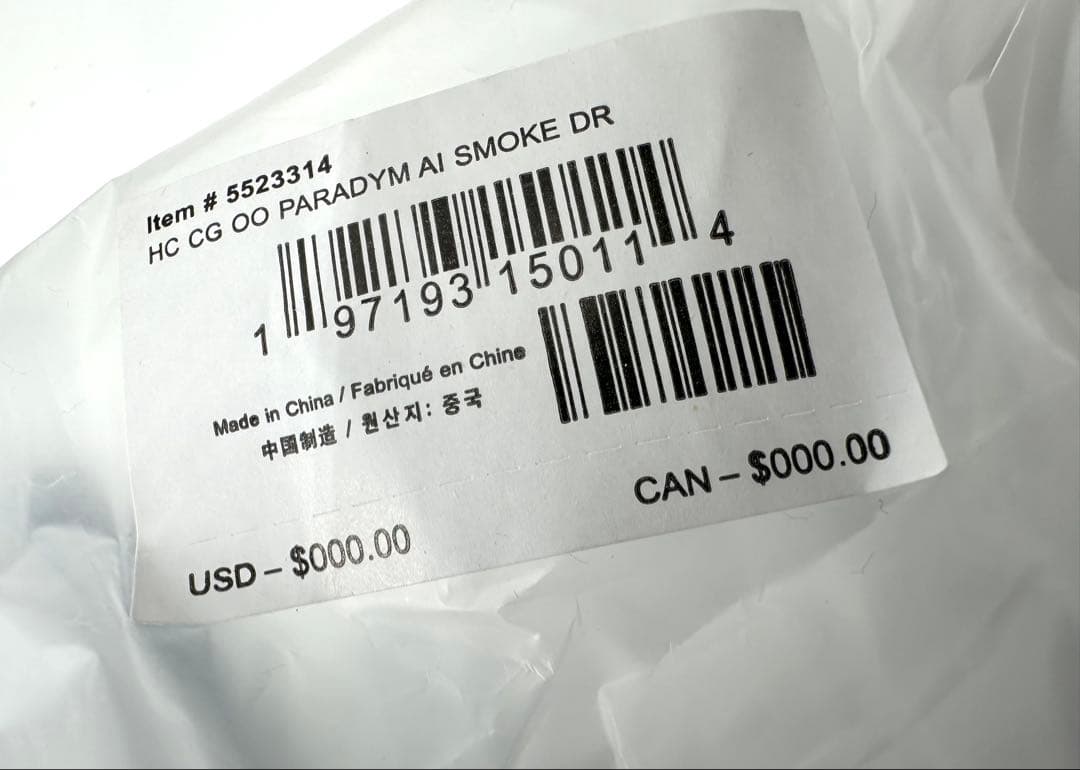 Item # 5523314
HC CG OO PARADYM AI SMOKE DR
1 97193 15011 4
Made in China / Fabriqué en Chine
中国制造 / 원산지: 중국
USD – $000.00
CAN – $000.00